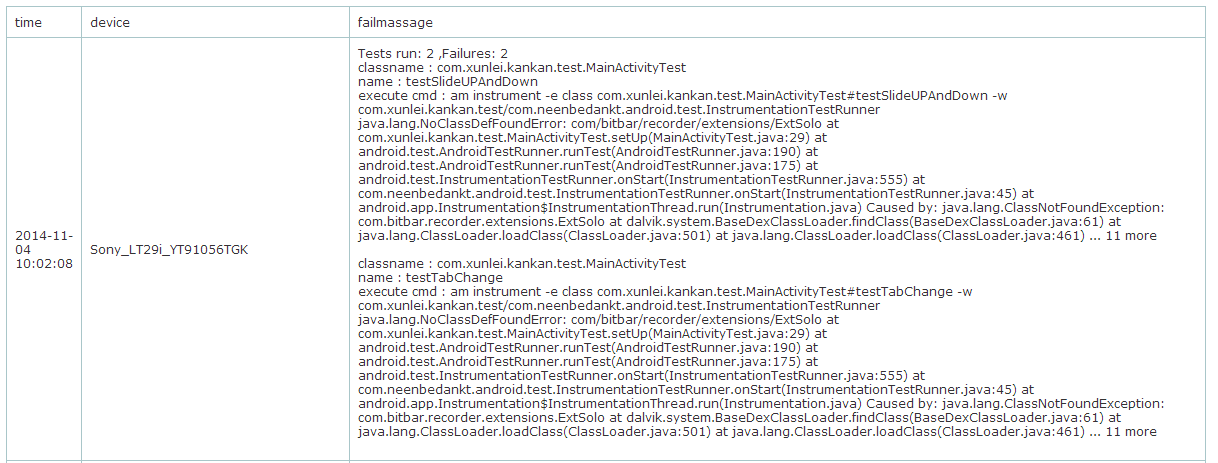 time device failmassage
Tests run: 2 ,Failures: 2
classname : com.xunlei.kankan.test.MainActivityTest
name : testSlideUPAndDown
execute cmd : am instrument -e class com.xunlei.kankan.test.MainActivityTest#testSlideUPAndDown -w
com.xunlei.kankan.test/com.neenbedankt.android.test.InstrumentationTestRunner
java.lang.NoClassDefFoundError: com/bitbar/recorder/extensions/ExtSolo at
com.xunlei.kankan.test.MainActivityTest.setUp(MainActivityTest.java:29) at
android.test.AndroidTestRunner.runTest(AndroidTestRunner.java:190) at
android.test.AndroidTestRunner.runTest(AndroidTestRunner.java:175) at
android.test.InstrumentationTestRunner.onStart(InstrumentationTestRunner.java:555) at
com.neenbedankt.android.test.InstrumentationTestRunner.onStart(InstrumentationTestRunner.java:45) at
android.app.Instrumentation$InstrumentationThread.run(Instrumentation.java) Caused by: java.lang.ClassNotFoundException:
com.bitbar.recorder.extensions.ExtSolo at dalvik.system.BaseDexClassLoader.findClass(BaseDexClassLoader.java:61) at
java.lang.ClassLoader.loadClass(ClassLoader.java:501) at java.lang.ClassLoader.loadClass(ClassLoader.java:461) ... 11 more
2014-11-
04
10:02:08
Sony_LT29i_YT91056TGK
classname : com.xunlei.kankan.test.MainActivityTest
name : testTabChange
execute cmd : am instrument -e class com.xunlei.kankan.test.MainActivityTest#testTabChange -w
com.xunlei.kankan.test/com.neenbedankt.android.test.InstrumentationTestRunner
java.lang.NoClassDefFoundError: com/bitbar/recorder/extensions/ExtSolo at
com.xunlei.kankan.test.MainActivityTest.setUp(MainActivityTest.java:29) at
android.test.AndroidTestRunner.runTest(AndroidTestRunner.java:190) at
android.test.AndroidTestRunner.runTest(AndroidTestRunner.java:175) at
android.test.InstrumentationTestRunner.onStart(InstrumentationTestRunner.java:555) at
com.neenbedankt.android.test.InstrumentationTestRunner.onStart(InstrumentationTestRunner.java:45) at
android.app.Instrumentation$InstrumentationThread.run(Instrumentation.java) Caused by: java.lang.ClassNotFoundException:
com.bitbar.recorder.extensions.ExtSolo at dalvik.system.BaseDexClassLoader.findClass(BaseDexClassLoader.java:61) at
java.lang.ClassLoader.loadClass(ClassLoader.java:501) at java.lang.ClassLoader.loadClass(ClassLoader.java:461) ... 11 more